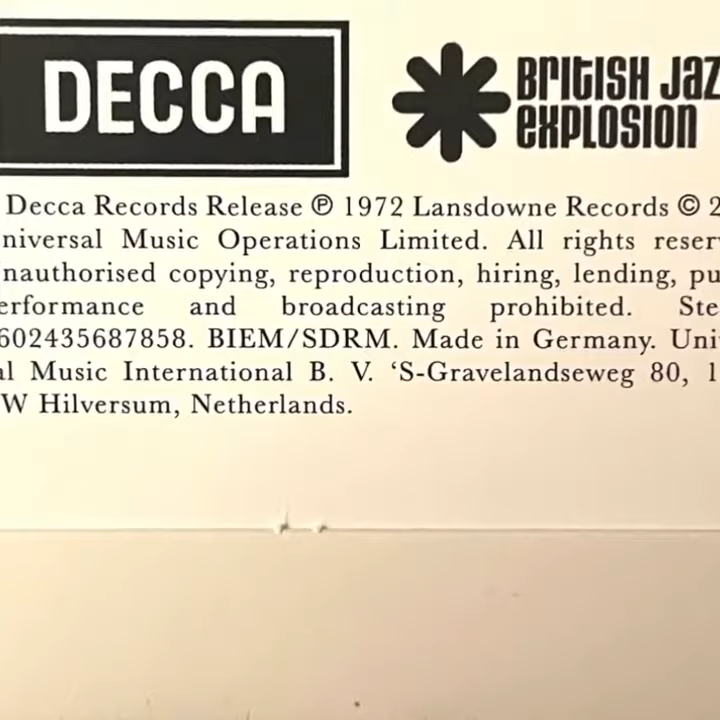 DECCA
BRITISH JAZ
EXPLOSION
Decca Records Release ℗ 1972 Lansdowne Records © 2
niversal Music Operations Limited. All rights reser
nauthorised copying, reproduction, hiring, lending, pu
erformance and broadcasting prohibited. Ste
602435687858. BIEM/SDRM. Made in Germany. Uni
al Music International B. V. ‘S-Gravelandseweg 80, 1
W Hilversum, Netherlands.